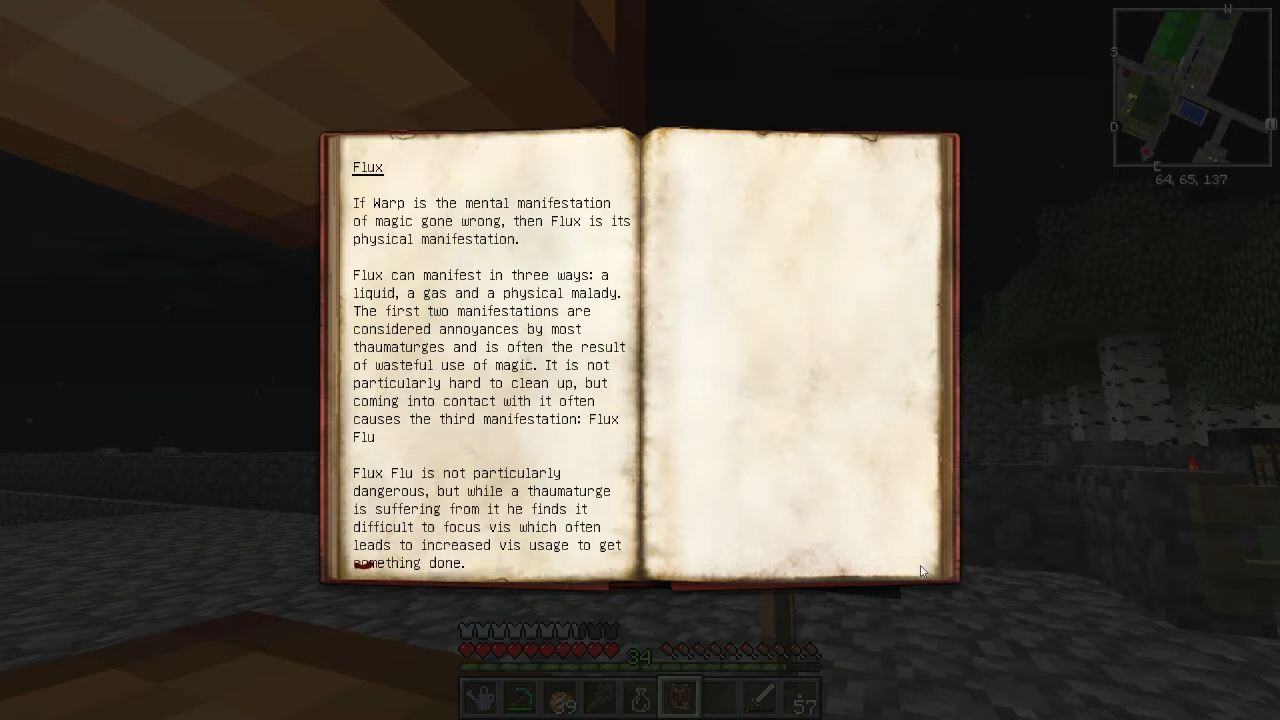 W
S
D
E
64, 65, 137
Flux
If Warp is the mental manifestation
of magic gone wrong, then Flux is its
physical manifestation.
Flux can manifest in three ways: a
liquid, a gas and a physical malady.
The first two manifestations are
considered annoyances by most
thaumaturges and is often the result
of wasteful use of magic. It is not
particularly hard to clean up, but
coming into contact with it often
causes the third manifestation: Flux
Flu
Flux Flu is not particularly
dangerous, but while a thaumaturge
is suffering from it he finds it
difficult to focus vis which often
leads to increased vis usage to get
something done.
34
39
57